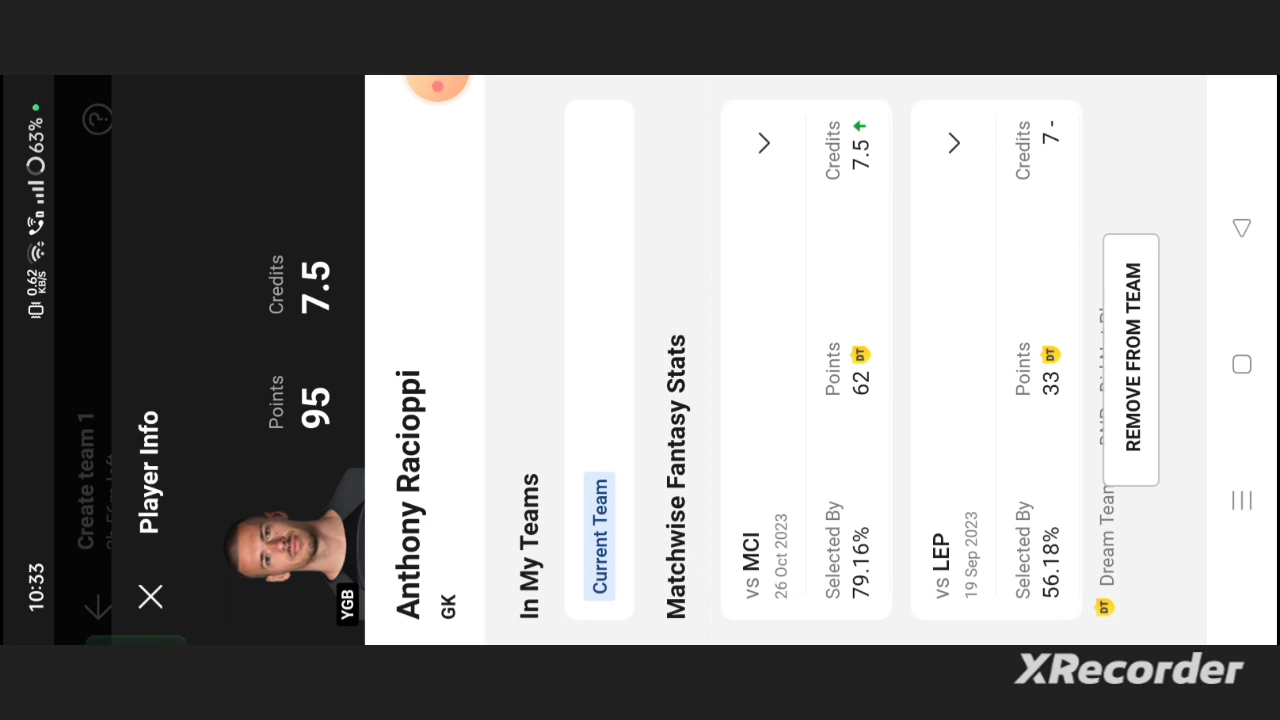 10:33
0.62
KB/S
63%
Create team 1
Player Info
Points
95
Credits
7.5
YGB
Anthony Racioppi
GK
In My Teams
Current Team
Matchwise Fantasy Stats
vs MCI
26 Oct 2023
Selected By
79.16%
Points
62 DT
Credits
7.5
vs LEP
19 Sep 2023
Selected By
56.18%
Points
33 DT
Credits
7 -
DT Dream Team
REMOVE FROM TEAM
XRecorder